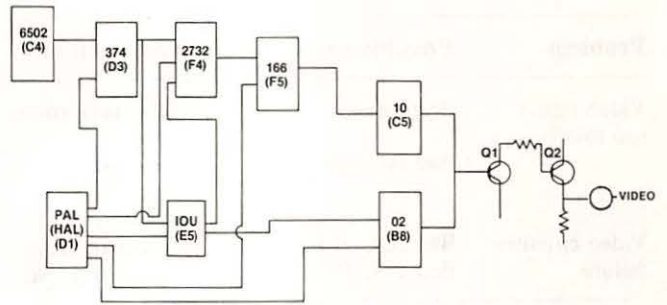 6502
(C4)
374
(D3)
2732
(F4)
166
(F5)
10
(C5)
Q1
Q2
VIDEO
PAL
(HAL)
(D1)
IOU
(E5)
02
(B8)